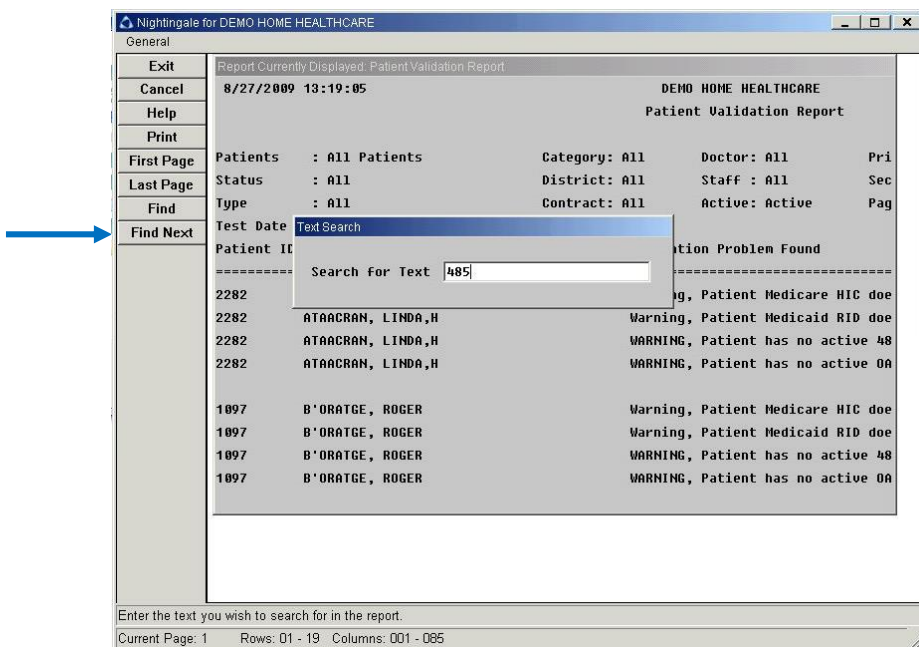 Nightingale for DEMO HOME HEALTHCARE
General
Exit
Cancel
Help
Print
First Page
Last Page
Find
Find Next
Report Currently Displayed: Patient Validation Report
8/27/2009 13:19:05 DEMO HOME HEALTHCARE
Patient Validation Report
Patients : All Patients Category: All Doctor: All Pri
Status : All District: All Staff : All Sec
Type : All Contract: All Active: Active Pag
Test Date
Text Search
Search for Text 485
Patient ID ation Problem Found
2282 ng, Patient Medicare HIC doe
2282 ATAACRAN, LINDA,H Warning, Patient Medicaid RID doe
2282 ATAACRAN, LINDA,H WARNING, Patient has no active 48
2282 ATAACRAN, LINDA,H WARNING, Patient has no active OA
1097 B'ORATGE, ROGER Warning, Patient Medicare HIC doe
1097 B'ORATGE, ROGER Warning, Patient Medicaid RID doe
1097 B'ORATGE, ROGER WARNING, Patient has no active 48
1097 B'ORATGE, ROGER WARNING, Patient has no active OA
Enter the text you wish to search for in the report.
Current Page: 1 Rows: 01 - 19 Columns: 001 - 085